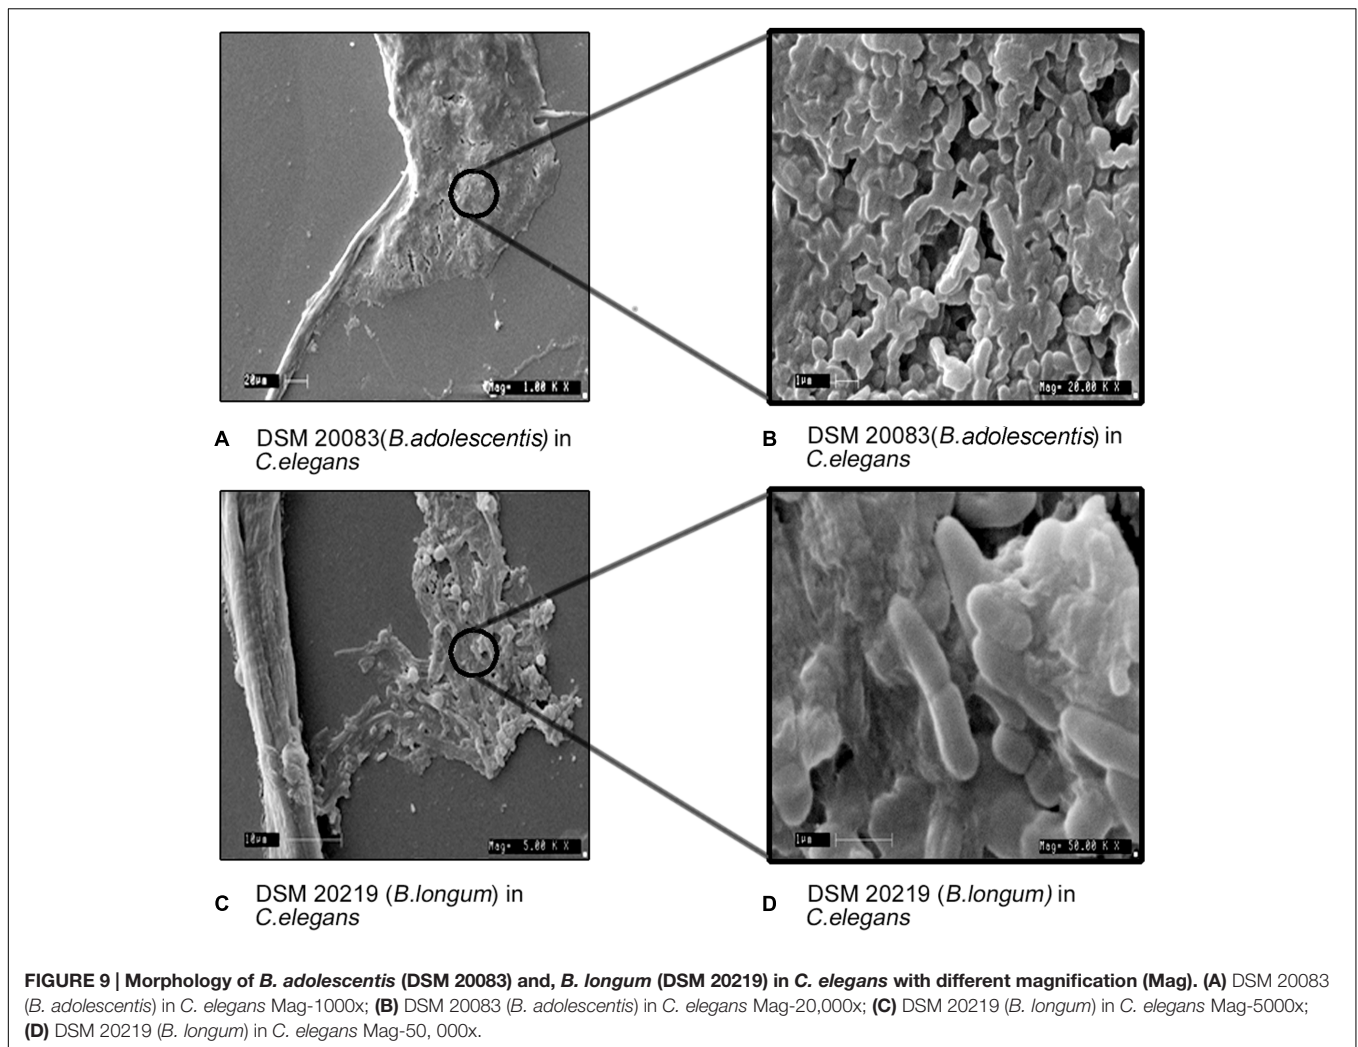 20µm
Mag= 1.00 K X
1µm
Mag= 20.00 K X
A DSM 20083(B.adolescentis) in
C.elegans
B DSM 20083(B.adolescentis) in
C.elegans
10µm
Mag= 5.00 K X
1µm
Mag= 50.00 K X
C DSM 20219 (B.longum) in
C.elegans
D DSM 20219 (B.longum) in
C.elegans
FIGURE 9 | Morphology of B. adolescentis (DSM 20083) and, B. longum (DSM 20219) in C. elegans with different magnification (Mag). (A) DSM 20083
(B. adolescentis) in C. elegans Mag-1000x; (B) DSM 20083 (B. adolescentis) in C. elegans Mag-20,000x; (C) DSM 20219 (B. longum) in C. elegans Mag-5000x;
(D) DSM 20219 (B. longum) in C. elegans Mag-50, 000x.